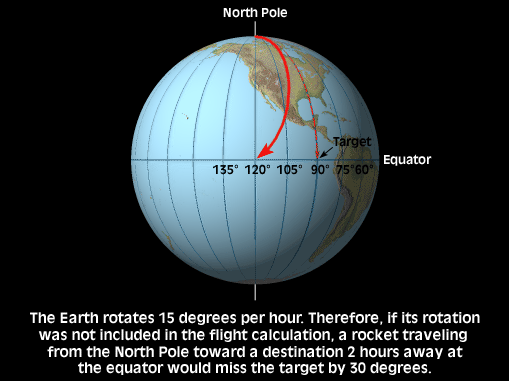 North Pole
Target
Equator
135° 120° 105° 90° 75° 60°
The Earth rotates 15 degrees per hour. Therefore, if its rotation
was not included in the flight calculation, a rocket traveling
from the North Pole toward a destination 2 hours away at
the equator would miss the target by 30 degrees.